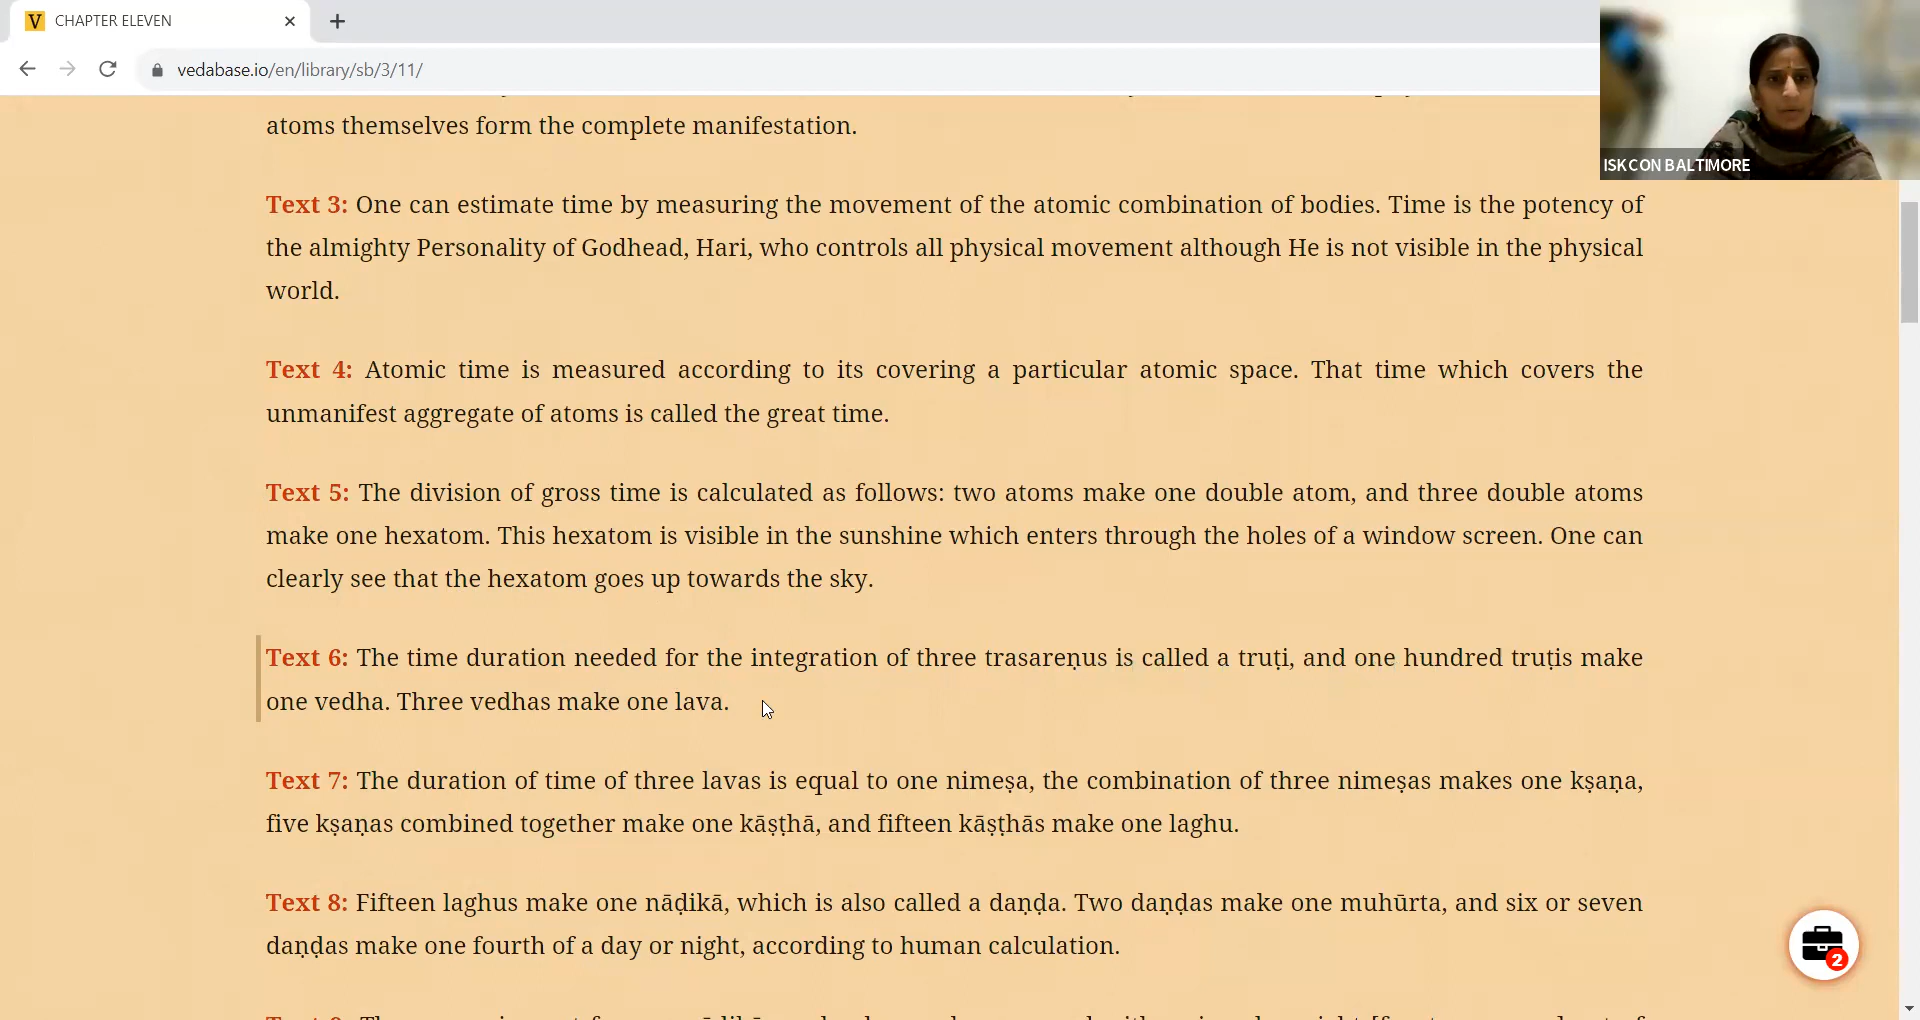 CHAPTER ELEVEN
vedabase.io/en/library/sb/3/11/
ISKCON BALTIMORE
atoms themselves form the complete manifestation.
Text 3: One can estimate time by measuring the movement of the atomic combination of bodies. Time is the potency of
the almighty Personality of Godhead, Hari, who controls all physical movement although He is not visible in the physical
world.
Text 4: Atomic time is measured according to its covering a particular atomic space. That time which covers the
unmanifest aggregate of atoms is called the great time.
Text 5: The division of gross time is calculated as follows: two atoms make one double atom, and three double atoms
make one hexatom. This hexatom is visible in the sunshine which enters through the holes of a window screen. One can
clearly see that the hexatom goes up towards the sky.
Text 6: The time duration needed for the integration of three trasareṇus is called a truṭi, and one hundred truṭis make
one vedha. Three vedhas make one lava.
Text 7: The duration of time of three lavas is equal to one nimeṣa, the combination of three nimeṣas makes one kṣaṇa,
five kṣaṇas combined together make one kāṣṭhā, and fifteen kāṣṭhās make one laghu.
Text 8: Fifteen laghus make one nāḍikā, which is also called a daṇḍa. Two daṇḍas make one muhūrta, and six or seven
daṇḍas make one fourth of a day or night, according to human calculation.
2